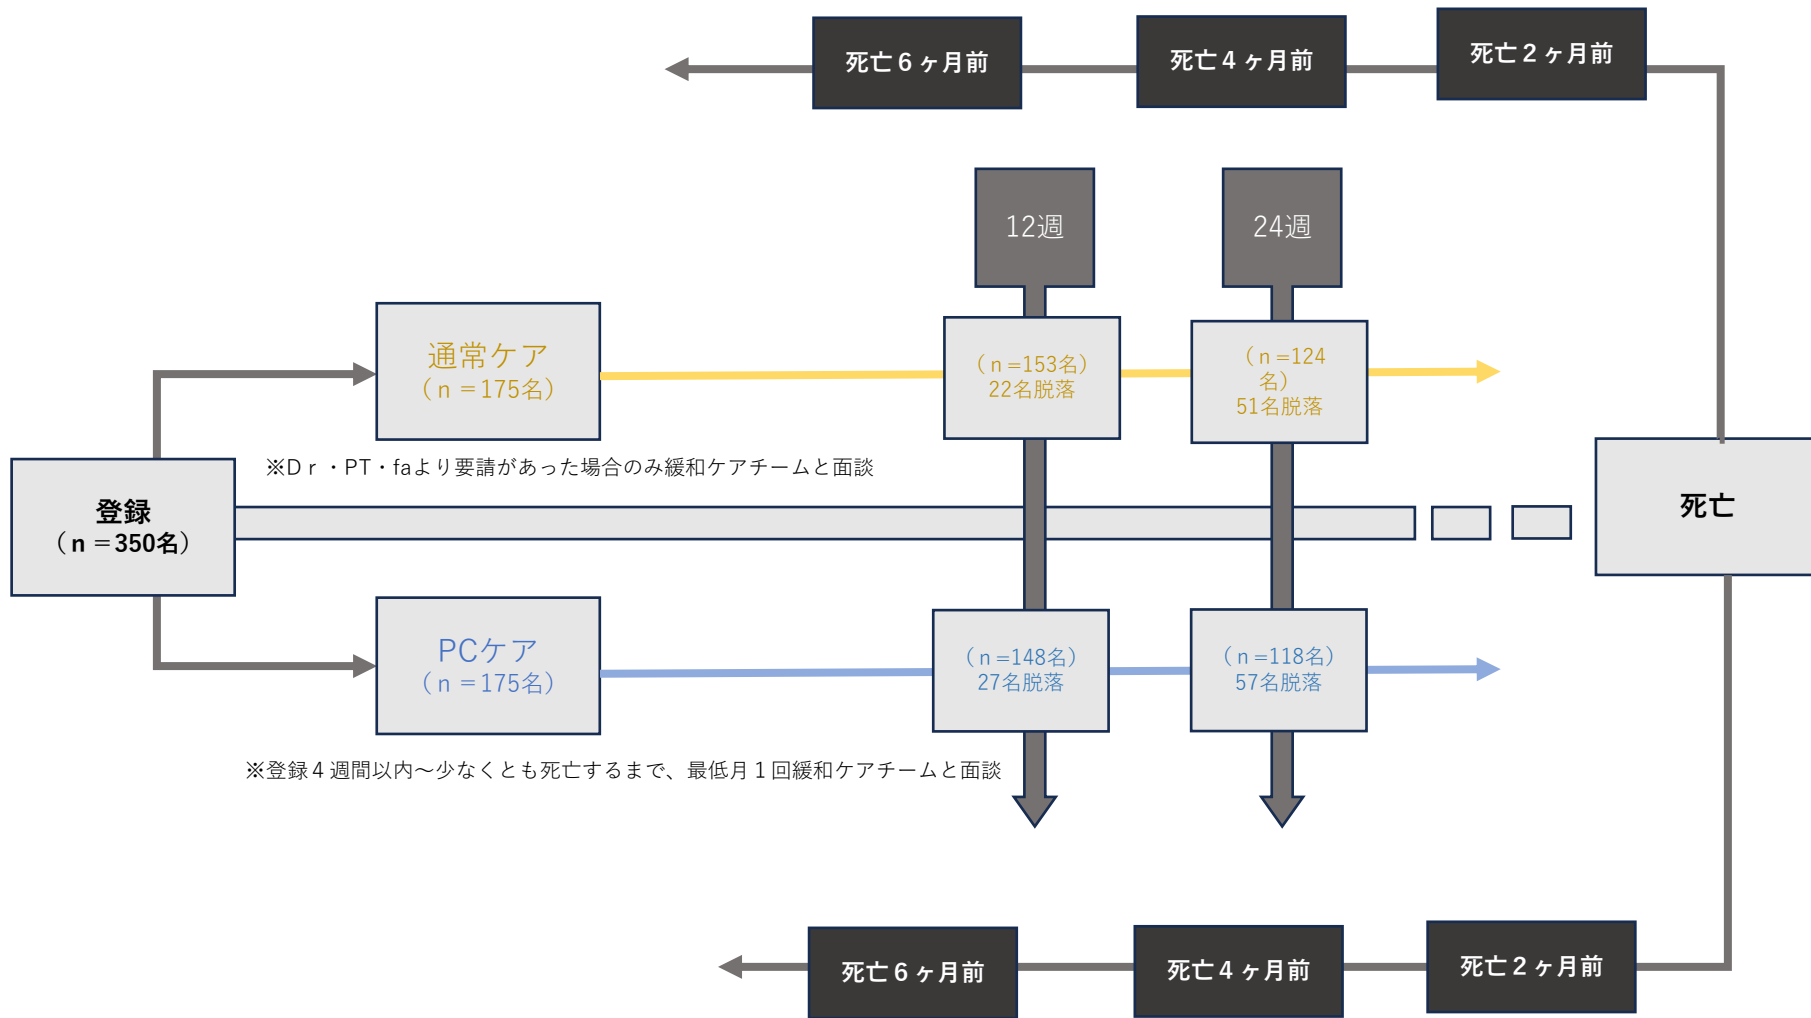 死亡６ヶ月前
死亡４ヶ月前
死亡２ヶ月前
12週
24週
通常ケア
（ｎ＝175名）
（ｎ=153名）
22名脱落
（ｎ=124
名）
51名脱落
※Ｄｒ・PT・faより要請があった場合のみ緩和ケアチームと面談
登録
（ｎ＝350名）
死亡
PCケア
（ｎ＝175名）
（ｎ=148名）
27名脱落
（ｎ=118名）
57名脱落
※登録４週間以内～少なくとも死亡するまで、最低月１回緩和ケアチームと面談
死亡６ヶ月前
死亡４ヶ月前
死亡２ヶ月前